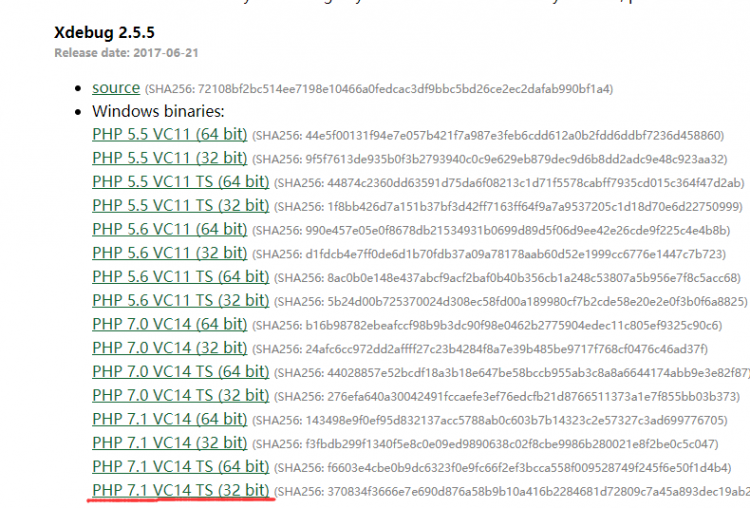 Xdebug 2.5.5
Release date: 2017-06-21
source (SHA256: 72108bf2bc514ee7198e10466a0fedcac3df9bbc5bd26ce2ec2dafab990bf1a4)
Windows binaries:
PHP 5.5 VC11 (64 bit) (SHA256: 44e5f00131f94e7e057b421f7a987e3feb6cdd612a0b2fdd6ddbf7236d458860)
PHP 5.5 VC11 (32 bit) (SHA256: 9f5f7613de935b0f3b2793940c0c9e629eb879dec9d6b8dd2adc9e48c923aa32)
PHP 5.5 VC11 TS (64 bit) (SHA256: 44874c2360dd63591d75da6f08213c1d71f5578cabff7935cd015c364f47d2ab)
PHP 5.5 VC11 TS (32 bit) (SHA256: 1f8bb426d7a151b37bf3d42ff7163ff64f9a7a9537205c1d18d70e6d22750999)
PHP 5.6 VC11 (64 bit) (SHA256: 990e457e05e0f8678db21534931b0699d89d5f06d9ee42e26cde9f225c4e4b8b)
PHP 5.6 VC11 (32 bit) (SHA256: d1fdcb4e7ff0de6d1b70fdb37a09a78178aab60d52e1999cc6776e1447c7b723)
PHP 5.6 VC11 TS (64 bit) (SHA256: 8ac0b0e148e437abcf9acf2baf0b40b356cb1a248c53807a5b956e7f8c5acc68)
PHP 5.6 VC11 TS (32 bit) (SHA256: 5b24d00b725370024d308ec58fd00a189980cf7b2cde58e20e2e0f3b0f6a8825)
PHP 7.0 VC14 (64 bit) (SHA256: b16b98782ebeafccf98b9b3dc90f98e0462b2775904edec11c805ef9325c90c6)
PHP 7.0 VC14 (32 bit) (SHA256: 24afc6cc972dd2affff27c23b4284f8a7e39b485be9717f768cf0476c46ad37f)
PHP 7.0 VC14 TS (64 bit) (SHA256: 44028857e52bcdf18a3b18e647be58bccb955ab3c8a8a6644174abb9e3e82f87)
PHP 7.0 VC14 TS (32 bit) (SHA256: 276efa640a30042491fccaefe3ef76edcfb21d8766511373a1e7f855bb03b373)
PHP 7.1 VC14 (64 bit) (SHA256: 143498e9f0ef95d832137acc5788ab0c603b7b14323c2e57327c3ad699776705)
PHP 7.1 VC14 (32 bit) (SHA256: f3fbdb299f1340f5e8c0e09ed9890638c02f8cbe9986b280021e8f2be0c5c047)
PHP 7.1 VC14 TS (64 bit) (SHA256: f6603e4cbe0b9dc6323f0e9fc66f2ef3bcca558f009528749f245f6e50f1d4b4)
PHP 7.1 VC14 TS (32 bit) (SHA256: 370834f3666e7e690d876a58b9b10a416b2284681d72809c7a45a893dec19ab2